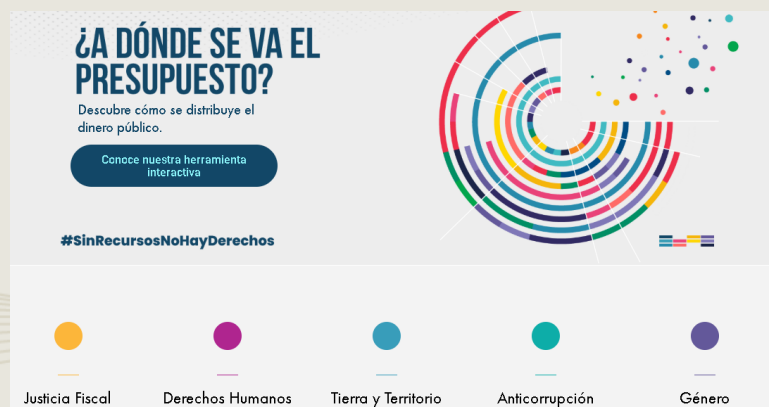 ¿A DÓNDE SE VA EL
PRESUPUESTO?
Descubre cómo se distribuye el
dinero público.
Conoce nuestra herramienta
interactiva
#SinRecursosNoHayDerechos
Justicia Fiscal
Derechos Humanos
Tierra y Territorio
Anticorrupción
Género